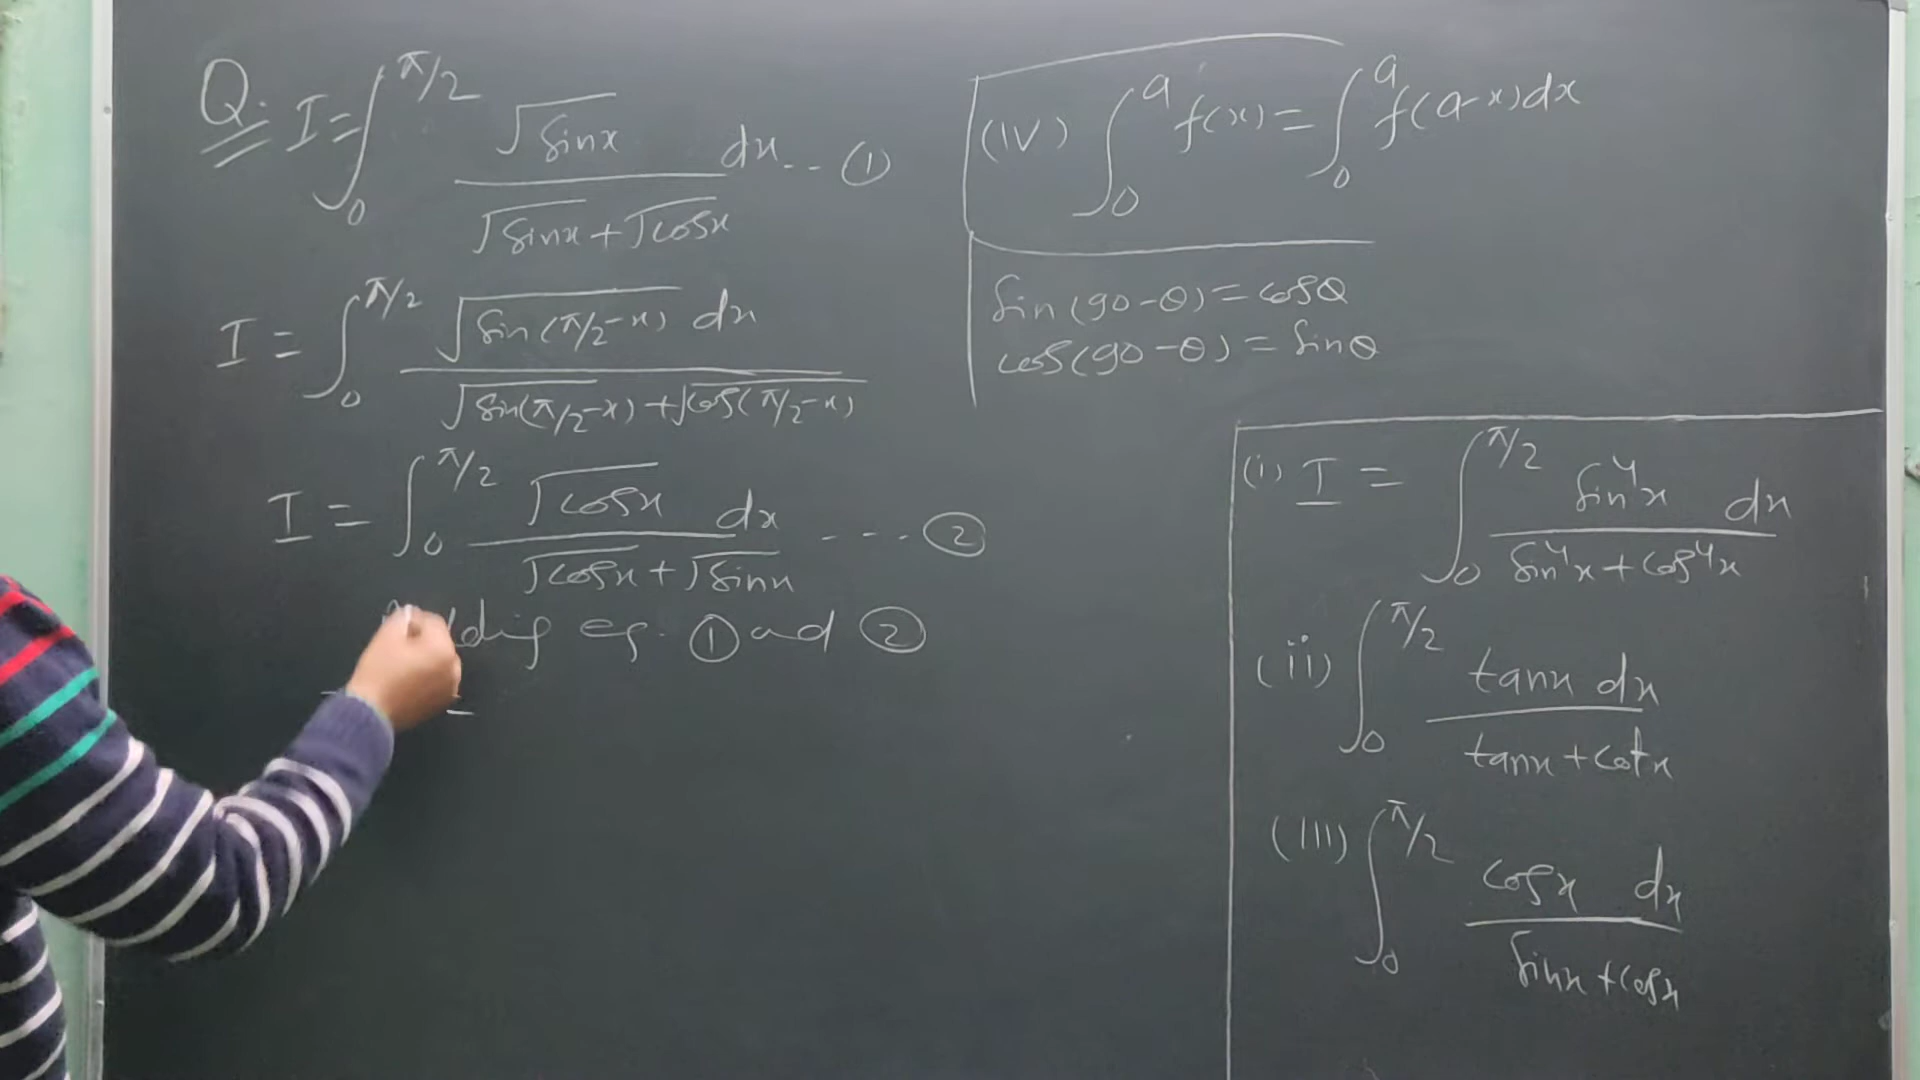 Q. I = ∫₀^π/2 √sinx / (√sinx + √cosx) dx -- ①
I = ∫₀^π/2 √sin(π/2-x) dx / (√sin(π/2-x) + √cos(π/2-x))
I = ∫₀^π/2 √cosx dx / (√cosx + √sinx) --- ②
eq. ① and ②
(IV) ∫₀^a f(x) = ∫₀^a f(a-x)dx
sin(90-θ) = cosθ
cos(90-θ) = sinθ
(i) I = ∫₀^π/2 sin⁴x dx / (sin⁴x + cos⁴x)
(ii) ∫₀^π/2 tanx dx / (tanx + cotx)
(III) ∫₀^π/2 cosx dx / (sinx + cosx)